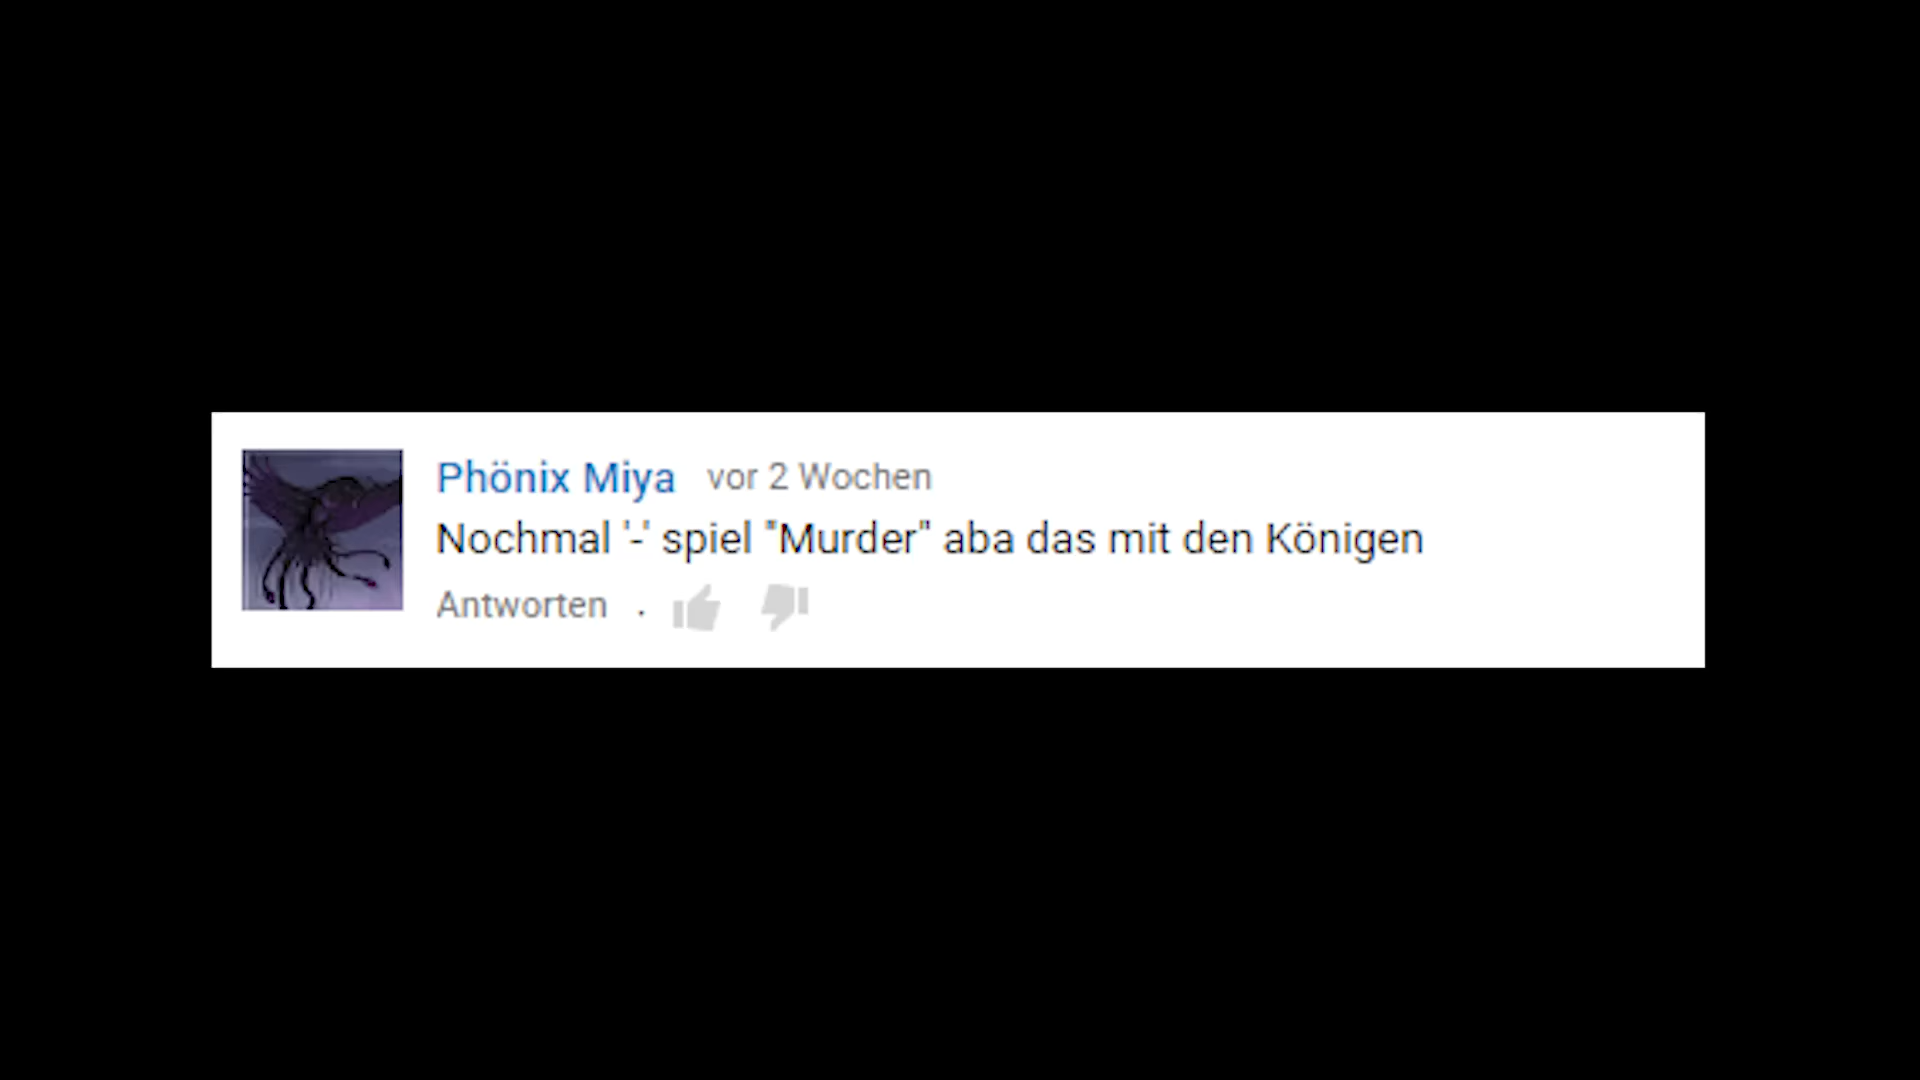 Phönix Miya vor 2 Wochen
Nochmal '-' spiel "Murder" aba das mit den Königen
Antworten .